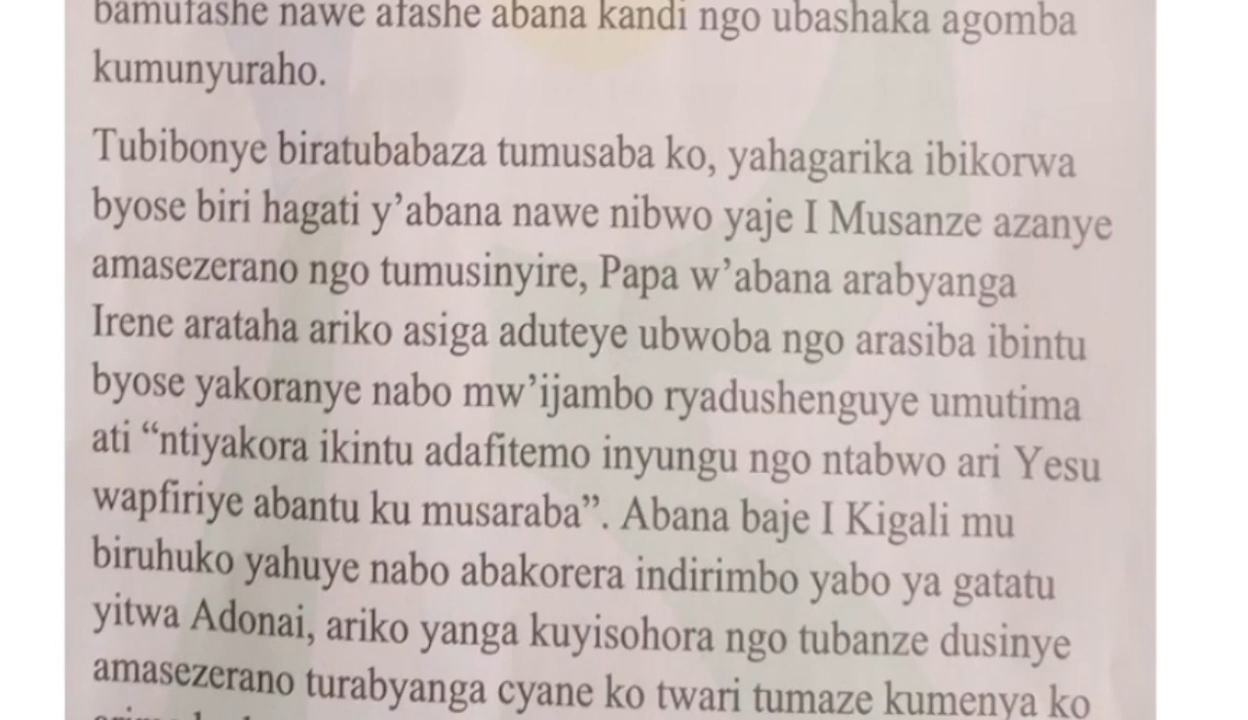 bamufashe nawe afashe abana kandi ngo ubashaka agomba
kumunyuraho.
Tubibonye biratubabaza tumusaba ko, yahagarika ibikorwa
byose biri hagati y’abana nawe nibwo yaje I Musanze azanye
amasezerano ngo tumusinyire, Papa w’abana arabyanga
Irene arataha ariko asiga aduteye ubwoba ngo arasiba ibintu
byose yakoranye nabo mw’ijambo ryadushenguye umutima
ati “ntiyakora ikintu adafitemo inyungu ngo ntabwo ari Yesu
wapfiriye abantu ku musaraba”. Abana baje I Kigali mu
biruhuko yahuye nabo abakorera indirimbo yabo ya gatatu
yitwa Adonai, ariko yanga kuyisohora ngo tubanze dusinye
amasezerano turabyanga cyane ko twari tumaze kumenya ko